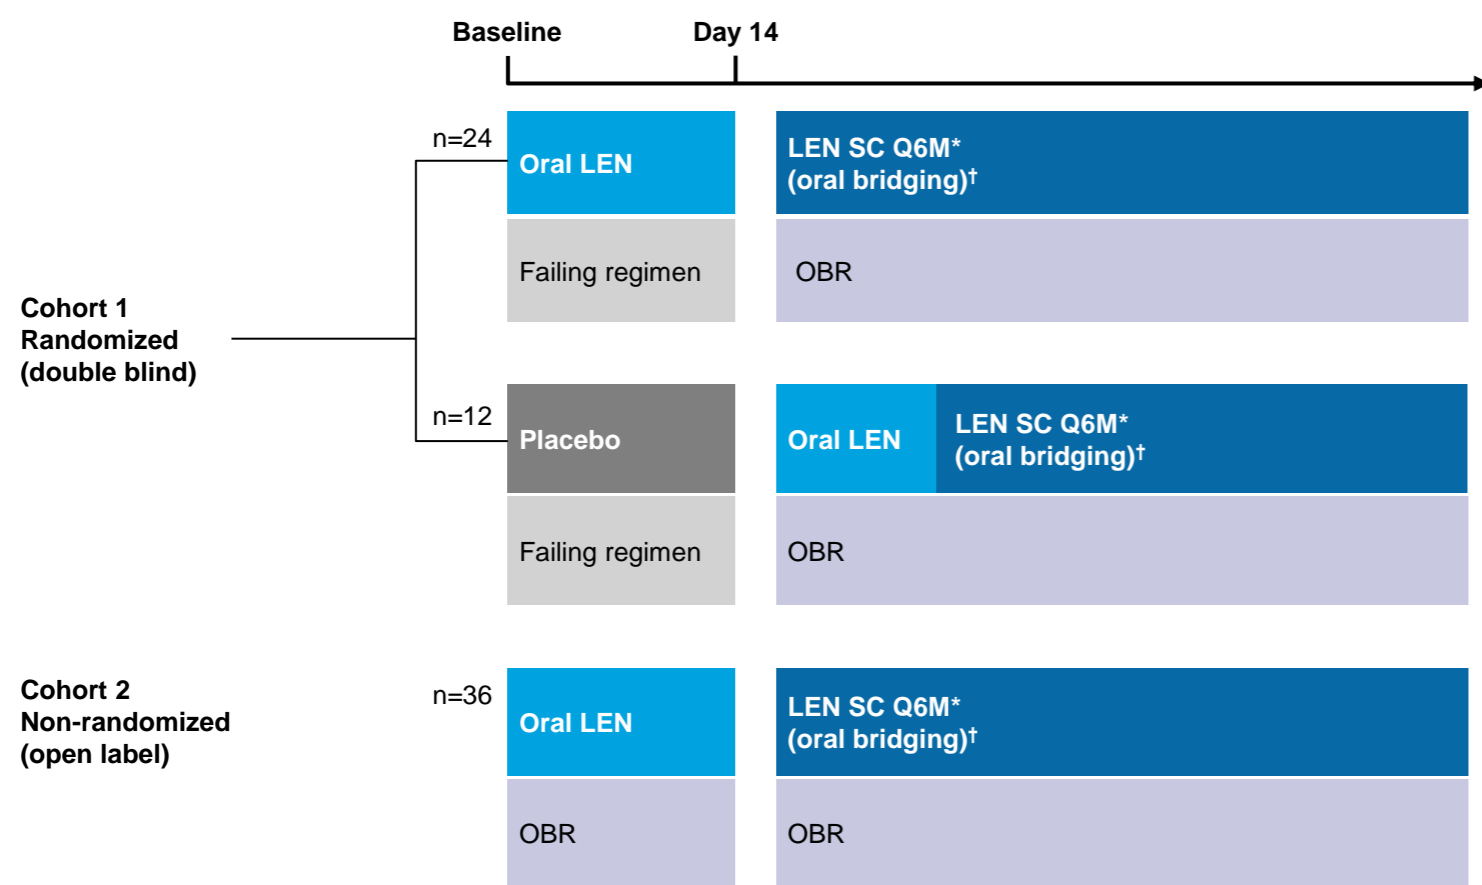 Baseline
Day 14
n=24
Oral LEN
LEN SC Q6M*
(oral bridging)†
Failing regimen
OBR
Cohort 1
Randomized
(double blind)
n=12
Placebo
Oral LEN
LEN SC Q6M*
(oral bridging)†
Failing regimen
OBR
Cohort 2
Non-randomized
(open label)
n=36
Oral LEN
LEN SC Q6M*
(oral bridging)†
OBR
OBR